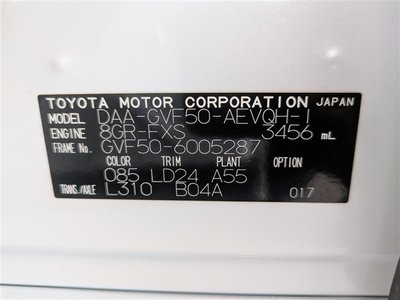 TOYOTA MOTOR CORPORATION JAPAN
MODEL DAA-GVF50-AEVQH-I
ENGINE 8GR-FXS 3456 mL
FRAME No. GVF50-6005287
COLOR TRIM PLANT OPTION
085 LD24 A55
TRANS./AXLE L310 B04A 017